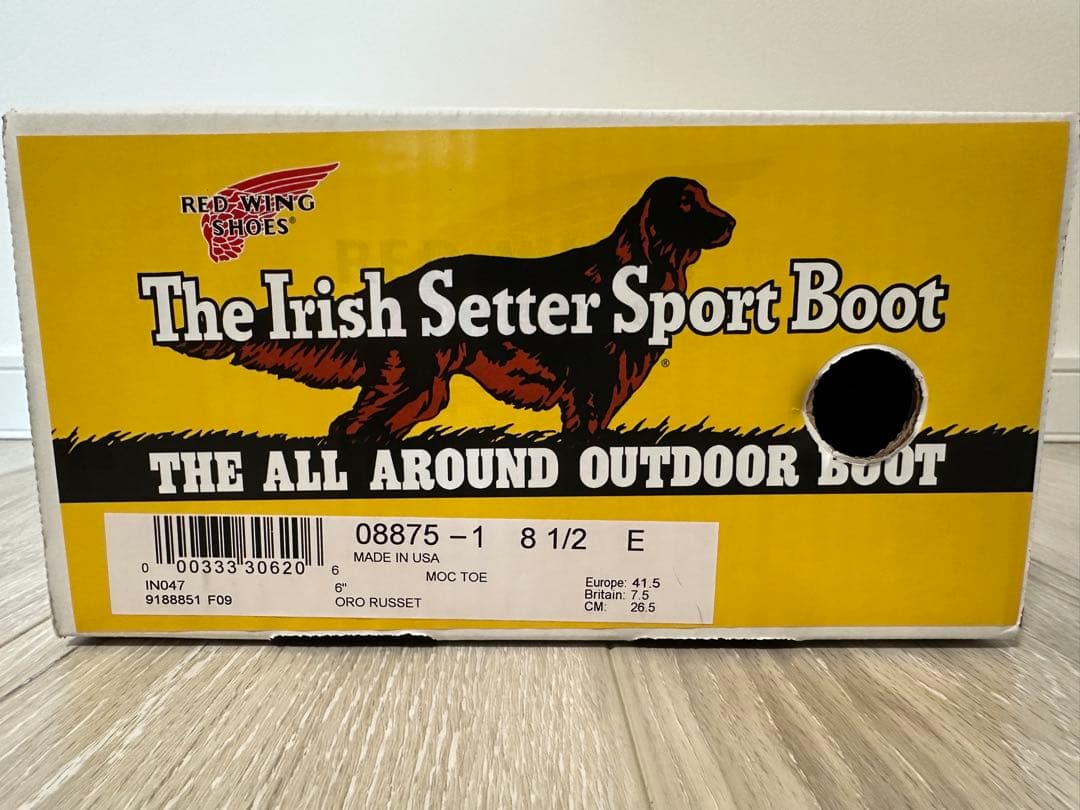 RED WING
SHOES®
The Irish Setter Sport Boot
®
THE ALL AROUND OUTDOOR BOOT
0 00333 30620 6
IN047
9188851 F09
08875 – 1 8 1/2 E
MADE IN USA
MOC TOE
6"
ORO RUSSET
Europe: 41.5
Britain: 7.5
CM: 26.5